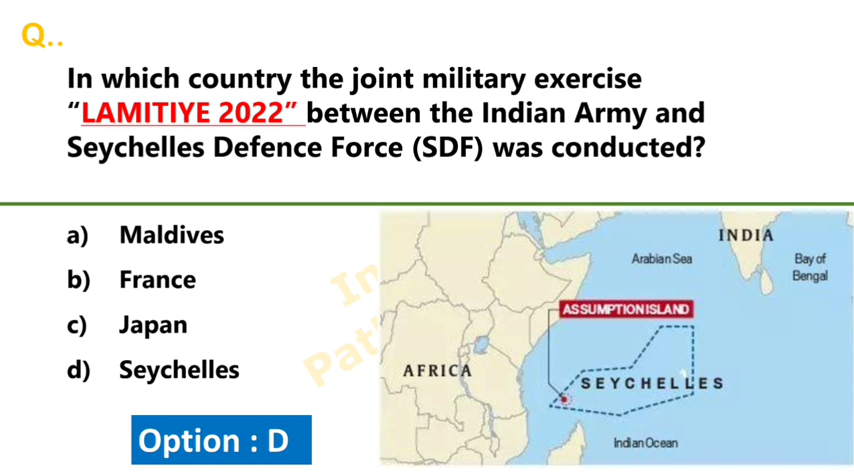 Q..
In which country the joint military exercise
“LAMITIYE 2022” between the Indian Army and
Seychelles Defence Force (SDF) was conducted?
a) Maldives
b) France
c) Japan
d) Seychelles
Option : D
INDIA
Arabian Sea
Bay of
Bengal
ASSUMPTION ISLAND
AFRICA
SEYCHELLES
Indian Ocean